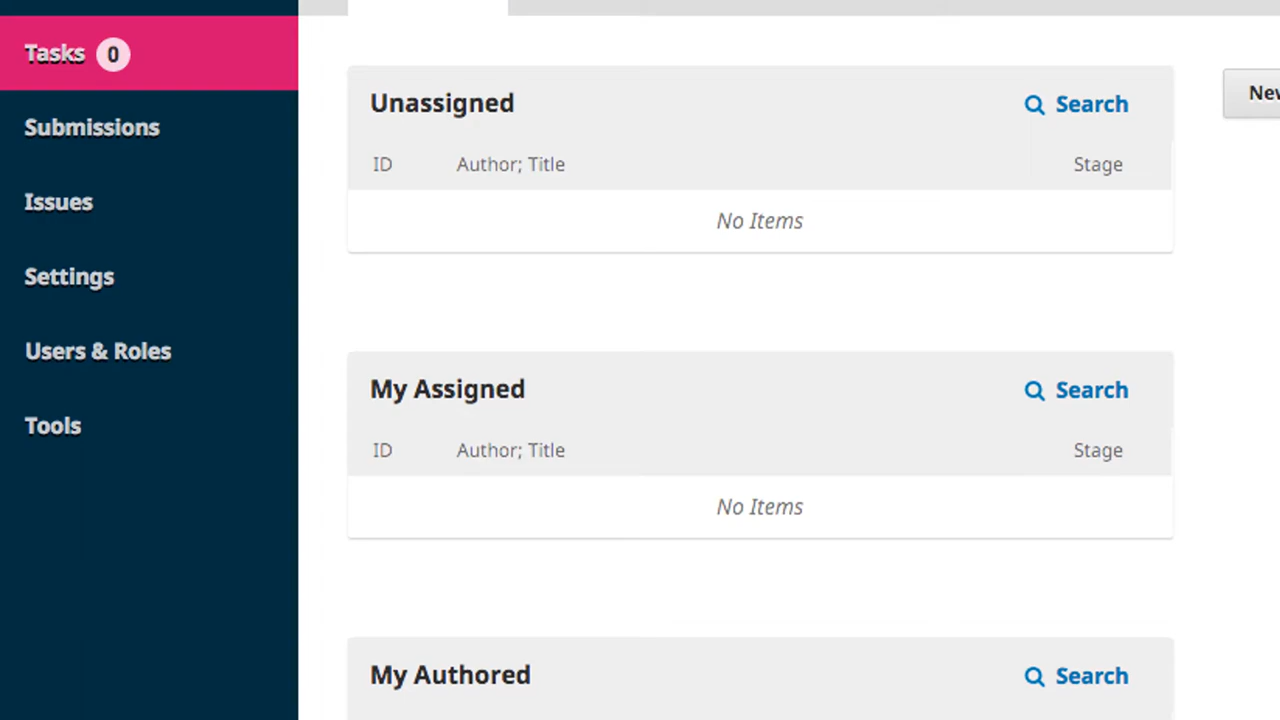 Tasks 0
Submissions
Issues
Settings
Users & Roles
Tools
Unassigned
Search
ID Author; Title Stage
No Items
My Assigned
Search
ID Author; Title Stage
No Items
My Authored
Search